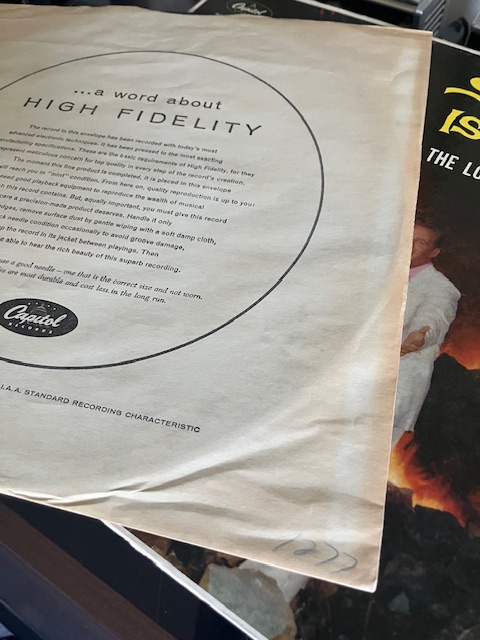 Capitol
...a word about
HIGH FIDELITY
The record in this envelope has been recorded with today's most
advanced electronic techniques. It has been pressed to the most exacting
manufacturing specifications. These are the basic requirements of High Fidelity, for they
represent meticulous concern for top quality in every step of the record's creation.
The moment this fine product is completed, it is placed in this envelope
will reach you in "mint" condition. From here on, quality reproduction is up to you:
need good playback equipment to reproduce the wealth of musical
this record contains. But, equally important, you must give this record
care a precision-made product deserves. Handle it only
edges, remove surface dust by gentle wiping with a soft damp cloth,
needle condition occasionally to avoid groove damage,
the record in its jacket between playings. Then
be able to hear the rich beauty of this superb recording.
use a good needle—one that is the correct size and not worn.
are most durable and cost less in the long run.
Capitol
RECORDS
R.I.A.A. STANDARD RECORDING CHARACTERISTIC
1277
IS
THE LO